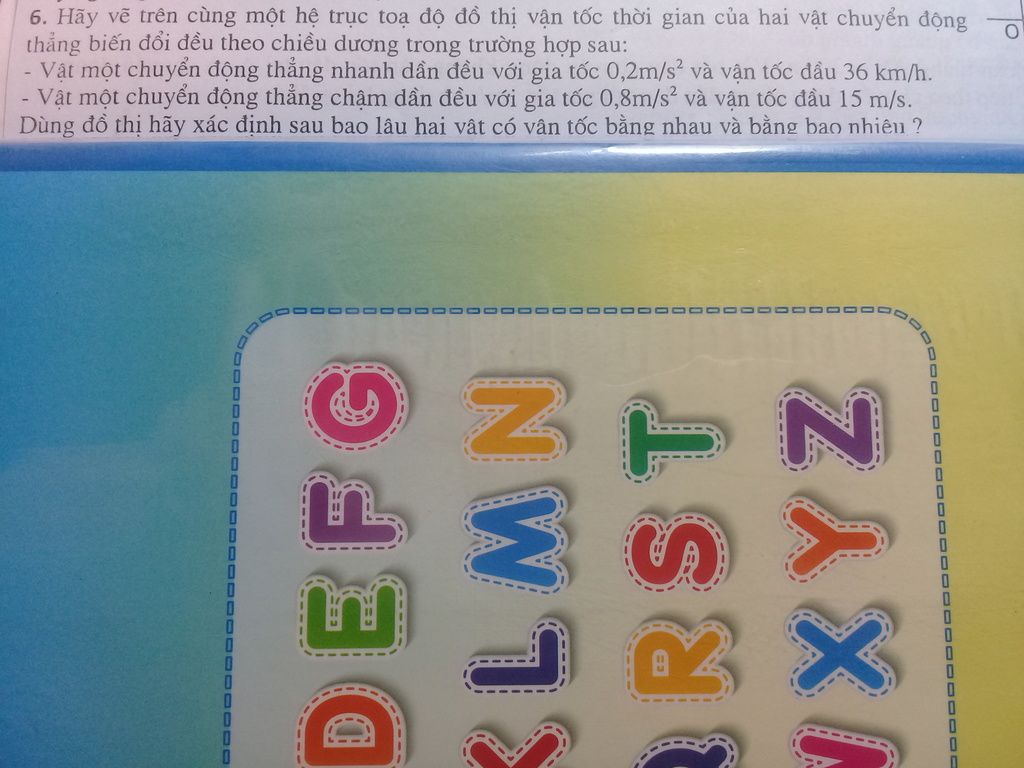 6. Hãy vẽ trên cùng một hệ trục toạ độ đồ thị vận tốc thời gian của hai vật chuyển động
thẳng biến đổi đều theo chiều dương trong trường hợp sau:
- Vật một chuyển động thẳng nhanh dần đều với gia tốc 0,2m/s² và vận tốc đầu 36 km/h.
- Vật một chuyển động thẳng chậm dần đều với gia tốc 0,8m/s² và vận tốc đầu 15 m/s.
Dùng đồ thị hãy xác định sau bao lâu hai vật có vận tốc bằng nhau và bằng bao nhiêu ?
O
D E F G
K L M N
Q R S T
X Y Z